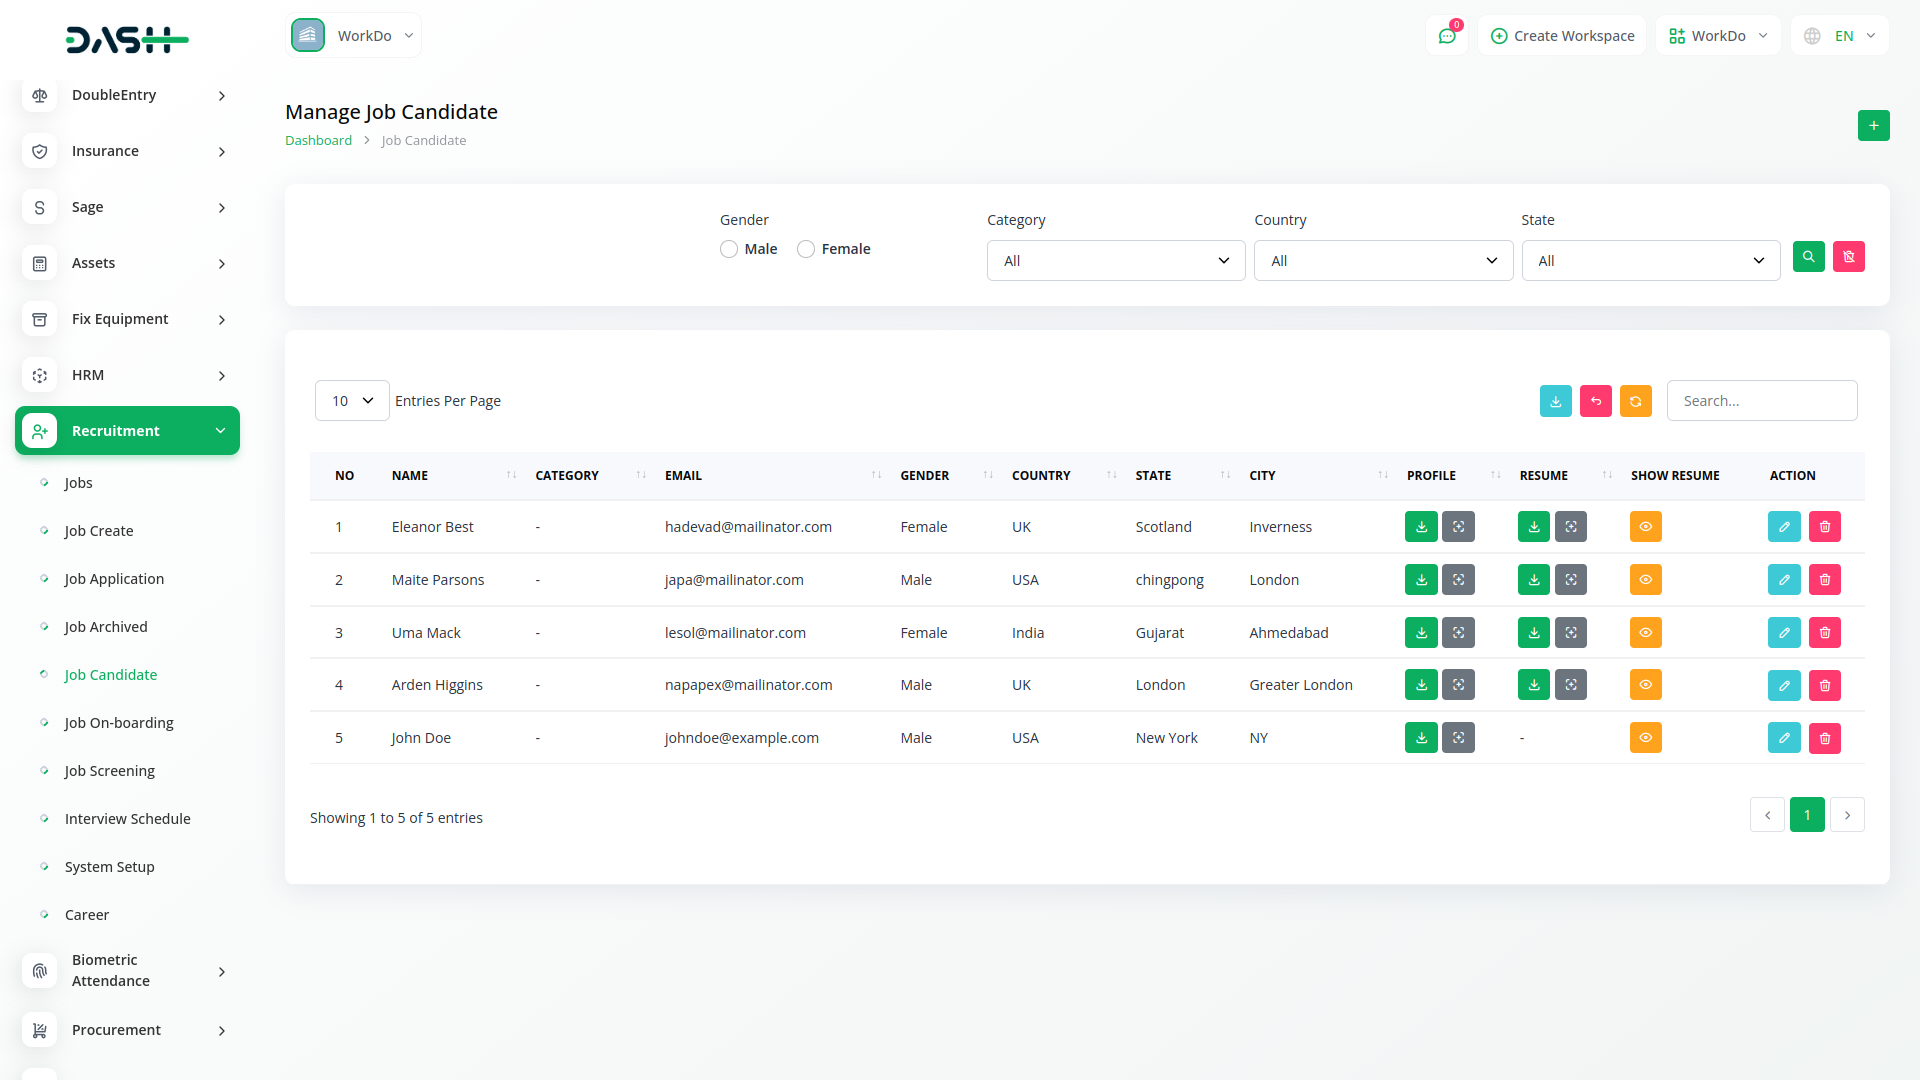 DASH
WorkDo
0
Create Workspace
WorkDo
EN
DoubleEntry
Insurance
S
Sage
Assets
Fix Equipment
HRM
Recruitment
Jobs
Job Create
Job Application
Job Archived
Job Candidate
Job On-boarding
Job Screening
Interview Schedule
System Setup
Career
Biometric
Attendance
Procurement
Manage Job Candidate
Dashboard > Job Candidate
+
Gender
Male Female
Category
All
Country
All
State
All
10 Entries Per Page
Search...
NO NAME CATEGORY EMAIL GENDER COUNTRY STATE CITY PROFILE RESUME SHOW RESUME ACTION
1 Eleanor Best - hadevad@mailinator.com Female UK Scotland Inverness
2 Maite Parsons - japa@mailinator.com Male USA chingpong London
3 Uma Mack - lesol@mailinator.com Female India Gujarat Ahmedabad
4 Arden Higgins - napapex@mailinator.com Male UK London Greater London
5 John Doe - johndoe@example.com Male USA New York NY -
Showing 1 to 5 of 5 entries
‹ 1 ›